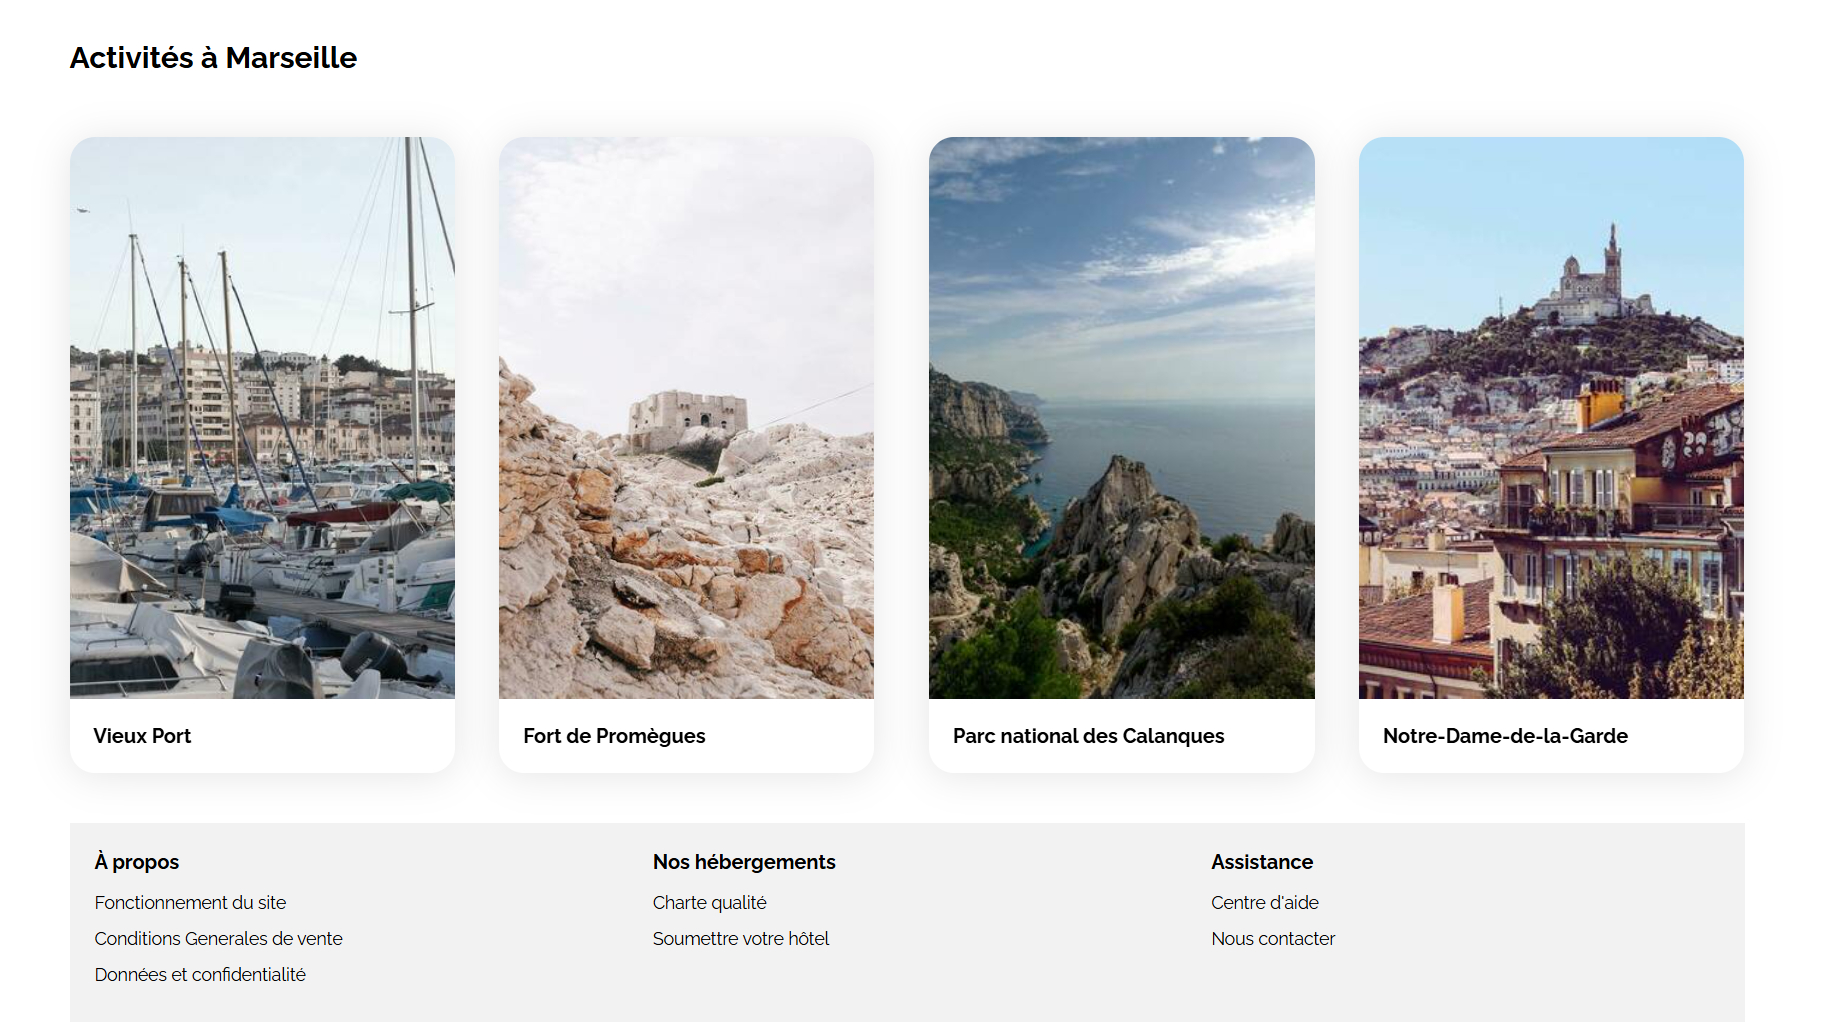 Activités à Marseille
Vieux Port
Fort de Promègues
Parc national des Calanques
Notre-Dame-de-la-Garde
À propos
Fonctionnement du site
Conditions Generales de vente
Données et confidentialité
Nos hébergements
Charte qualité
Soumettre votre hôtel
Assistance
Centre d'aide
Nous contacter